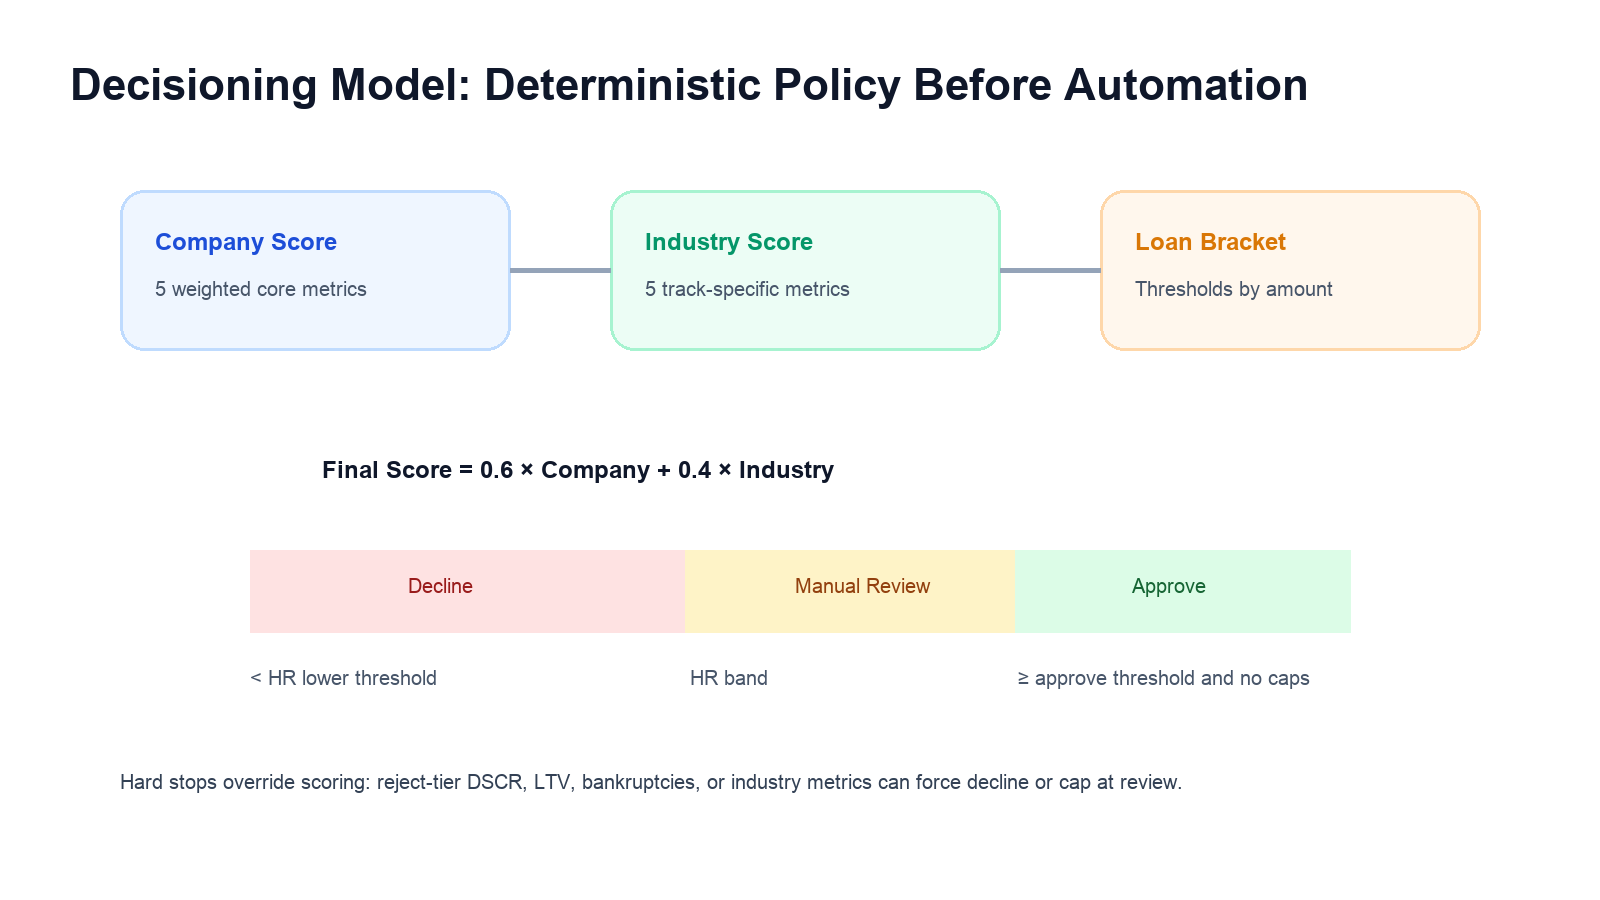 Decisioning Model: Deterministic Policy Before Automation
Company Score
5 weighted core metrics
Industry Score
5 track-specific metrics
Loan Bracket
Thresholds by amount
Final Score = 0.6 × Company + 0.4 × Industry
Decline
Manual Review
Approve
< HR lower threshold
HR band
≥ approve threshold and no caps
Hard stops override scoring: reject-tier DSCR, LTV, bankruptcies, or industry metrics can force decline or cap at review.